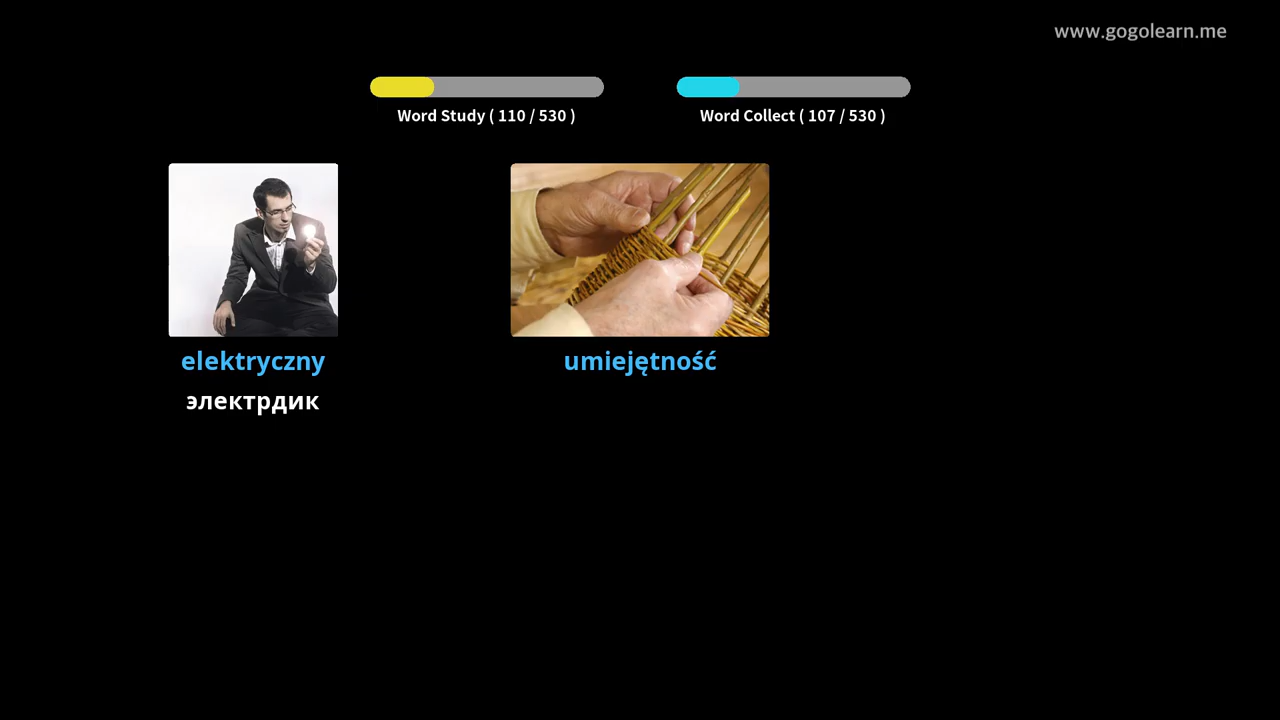 www.gogolearn.me
Word Study ( 110 / 530 )
Word Collect ( 107 / 530 )
elektryczny
umiejętność
электрдик